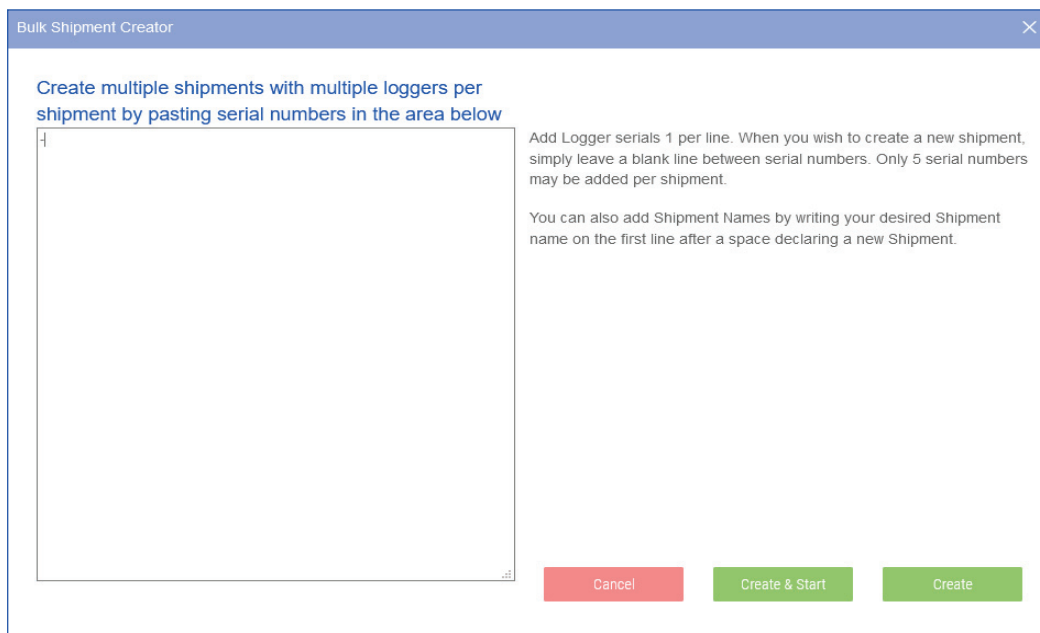 Bulk Shipment Creator
Create multiple shipments with multiple loggers per
shipment by pasting serial numbers in the area below
Add Logger serials 1 per line. When you wish to create a new shipment,
simply leave a blank line between serial numbers. Only 5 serial numbers
may be added per shipment.
You can also add Shipment Names by writing your desired Shipment
name on the first line after a space declaring a new Shipment.
Cancel
Create & Start
Create